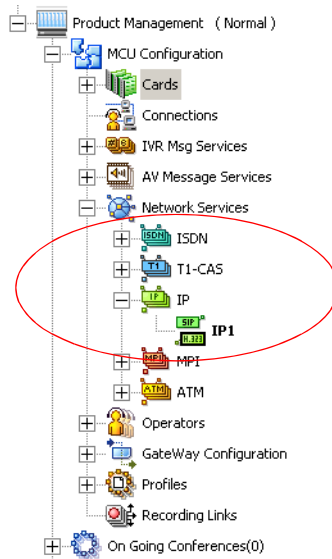 Product Management ( Normal )
MCU Configuration
Cards
Connections
IVR Msg Services
AV Message Services
Network Services
ISDN ISDN
T1 T1-CAS
IP IP
SIP
H.323 IP1
MPI MPI
ATM ATM
Operators
GateWay Configuration
Profiles
Recording Links
On Going Conferences(0)